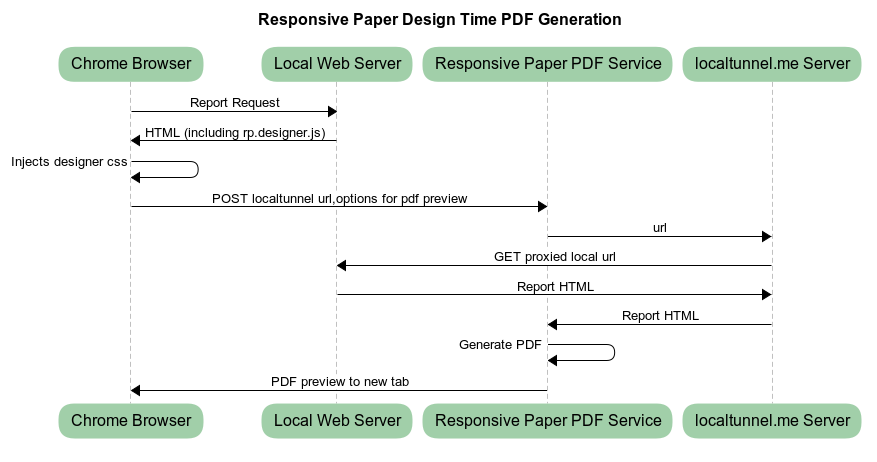 Responsive Paper Design Time PDF Generation
Chrome Browser Local Web Server Responsive Paper PDF Service localtunnel.me Server
Report Request
HTML (including rp.designer.js)
Injects designer css
POST localtunnel url,options for pdf preview
url
GET proxied local url
Report HTML
Report HTML
Generate PDF
PDF preview to new tab
Chrome Browser Local Web Server Responsive Paper PDF Service localtunnel.me Server